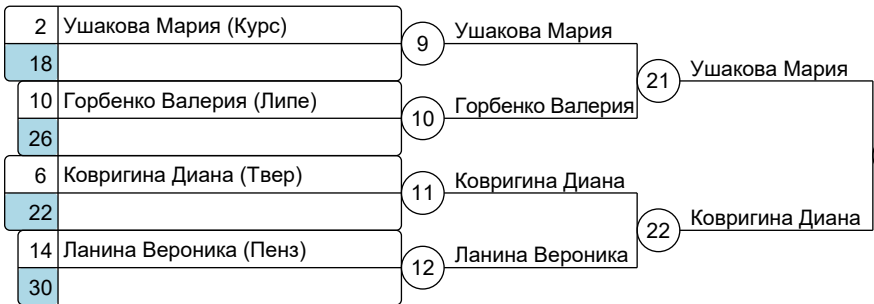 2 Ушакова Мария (Курс)
18
9
Ушакова Мария
10 Горбенко Валерия (Липе)
26
10
Горбенко Валерия
21
Ушакова Мария
6 Ковригина Диана (Твер)
22
11
Ковригина Диана
14 Ланина Вероника (Пенз)
30
12
Ланина Вероника
22
Ковригина Диана